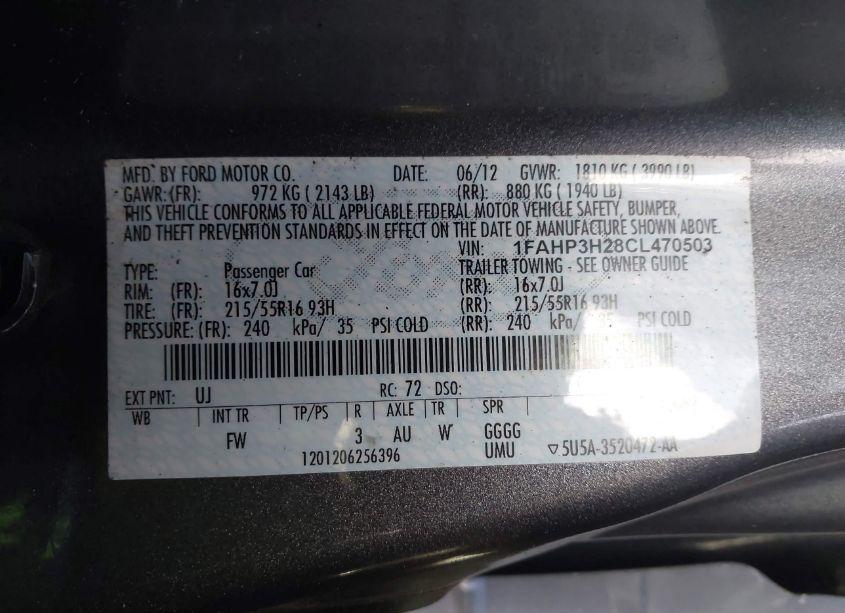 MFD. BY FORD MOTOR CO. DATE: 06/12 GVWR: 1810 KG ( 3990 LB)
GAWR: (FR): 972 KG ( 2143 LB) (RR): 880 KG ( 1940 LB)
THIS VEHICLE CONFORMS TO ALL APPLICABLE FEDERAL MOTOR VEHICLE SAFETY, BUMPER,
AND THEFT PREVENTION STANDARDS IN EFFECT ON THE DATE OF MANUFACTURE SHOWN ABOVE.
VIN: 1FAHP3H28CL470503
TYPE: Passenger Car TRAILER TOWING - SEE OWNER GUIDE
RIM: (FR): 16x7.0J (RR): 16x7.0J
TIRE: (FR): 215/55R16 93H (RR): 215/55R16 93H
PRESSURE: (FR): 240 kPa/ 35 PSI COLD (RR): 240 kPa/ 35 PSI COLD
EXT PNT: UJ RC: 72 DSO:
WB INT TR TP/PS R AXLE TR SPR
FW 3 AU W GGGG
1201206256396 UMU ▽5U5A-3520472-AA